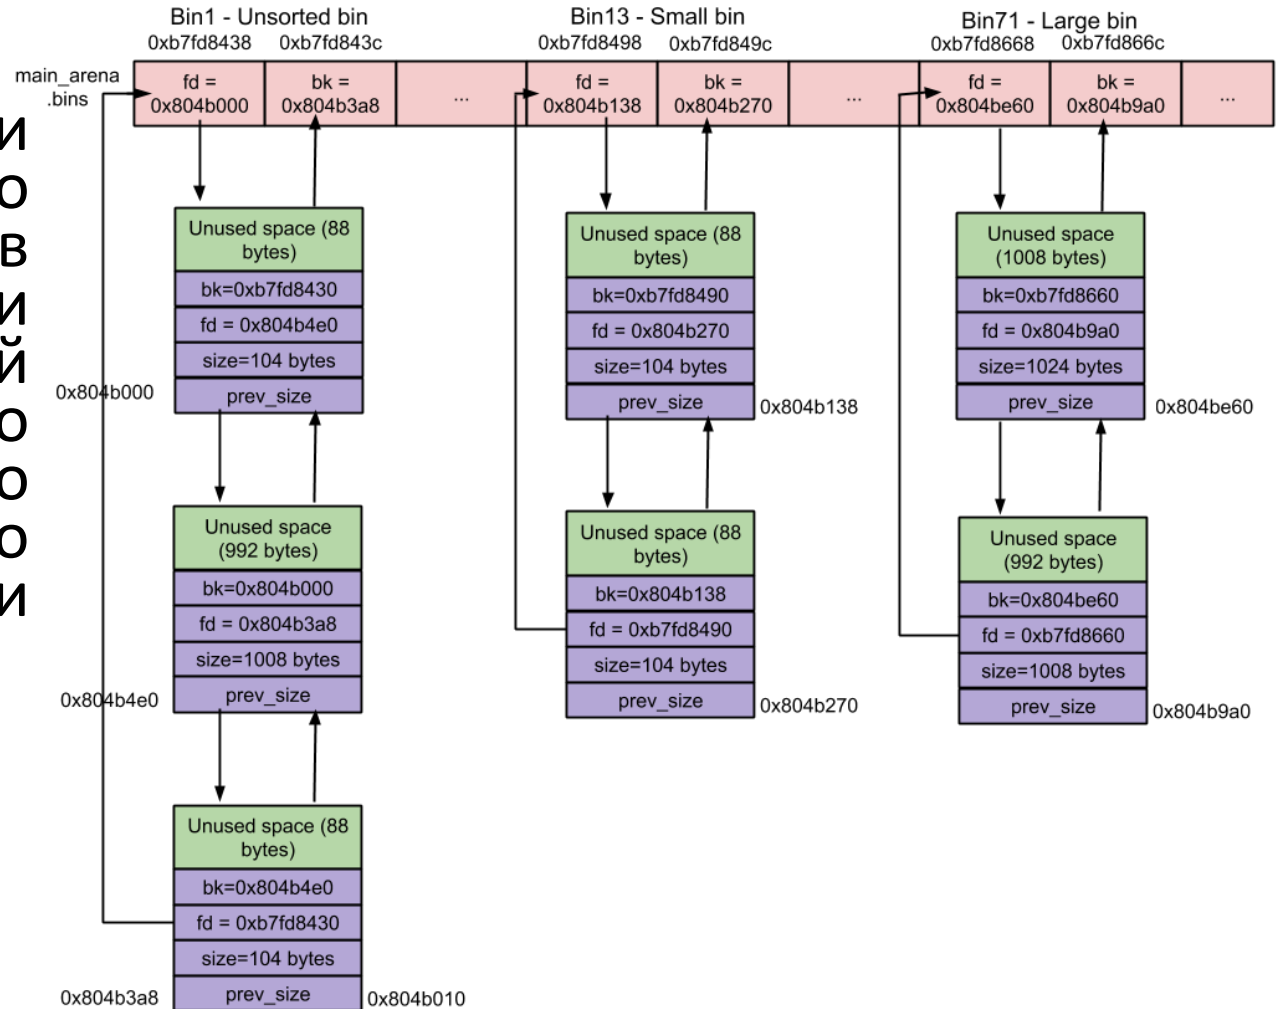 Bin1 - Unsorted bin
0xb7fd8438 0xb7fd843c
Bin13 - Small bin
0xb7fd8498 0xb7fd849c
Bin71 - Large bin
0xb7fd8668 0xb7fd866c
main_arena
.bins
fd =
0x804b000
bk =
0x804b3a8
...
fd =
0x804b138
bk =
0x804b270
...
fd =
0x804be60
bk =
0x804b9a0
...
и
о
в
и
й
о
о
о
и
Unused space (88
bytes)
bk=0xb7fd8430
fd = 0x804b4e0
size=104 bytes
prev_size
0x804b000
Unused space
(992 bytes)
bk=0x804b000
fd = 0x804b3a8
size=1008 bytes
prev_size
0x804b4e0
Unused space (88
bytes)
bk=0x804b4e0
fd = 0xb7fd8430
size=104 bytes
prev_size
0x804b3a8
0x804b010
Unused space (88
bytes)
bk=0xb7fd8490
fd = 0x804b270
size=104 bytes
prev_size
0x804b138
Unused space (88
bytes)
bk=0x804b138
fd = 0xb7fd8490
size=104 bytes
prev_size
0x804b270
Unused space
(1008 bytes)
bk=0xb7fd8660
fd = 0x804b9a0
size=1024 bytes
prev_size
0x804be60
Unused space
(992 bytes)
bk=0x804be60
fd = 0xb7fd8660
size=1008 bytes
prev_size
0x804b9a0